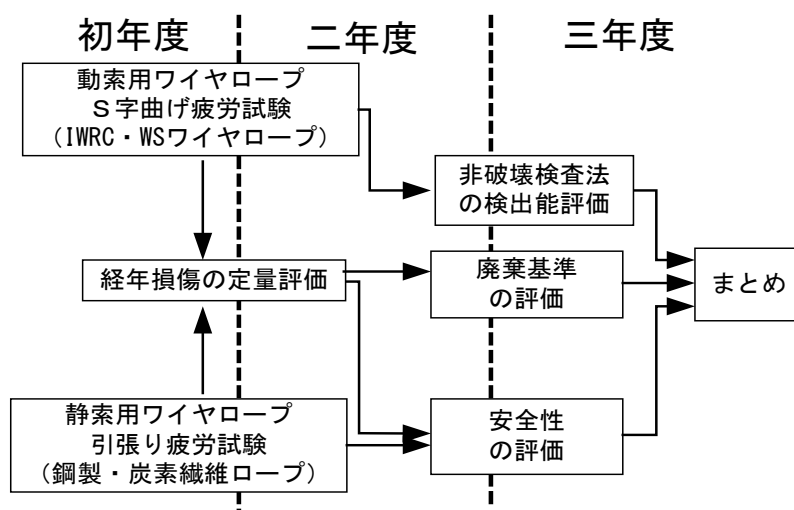 初年度
二年度
三年度
動索用ワイヤロープ
S字曲げ疲労試験
(IWRC・WSワイヤロープ)
非破壊検査法
の検出能評価
経年損傷の定量評価
廃棄基準
の評価
まとめ
静索用ワイヤロープ
引張り疲労試験
(鋼製・炭素繊維ロープ)
安全性
の評価